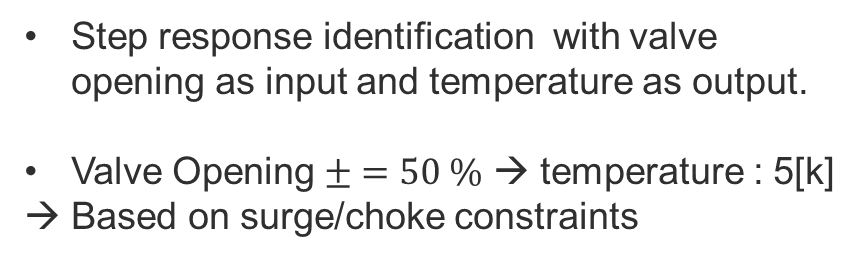 • Step response identification  with valve
opening as input and temperature as output.
• Valve Opening ± = 50 % → temperature : 5[k]
→ Based on surge/choke constraints